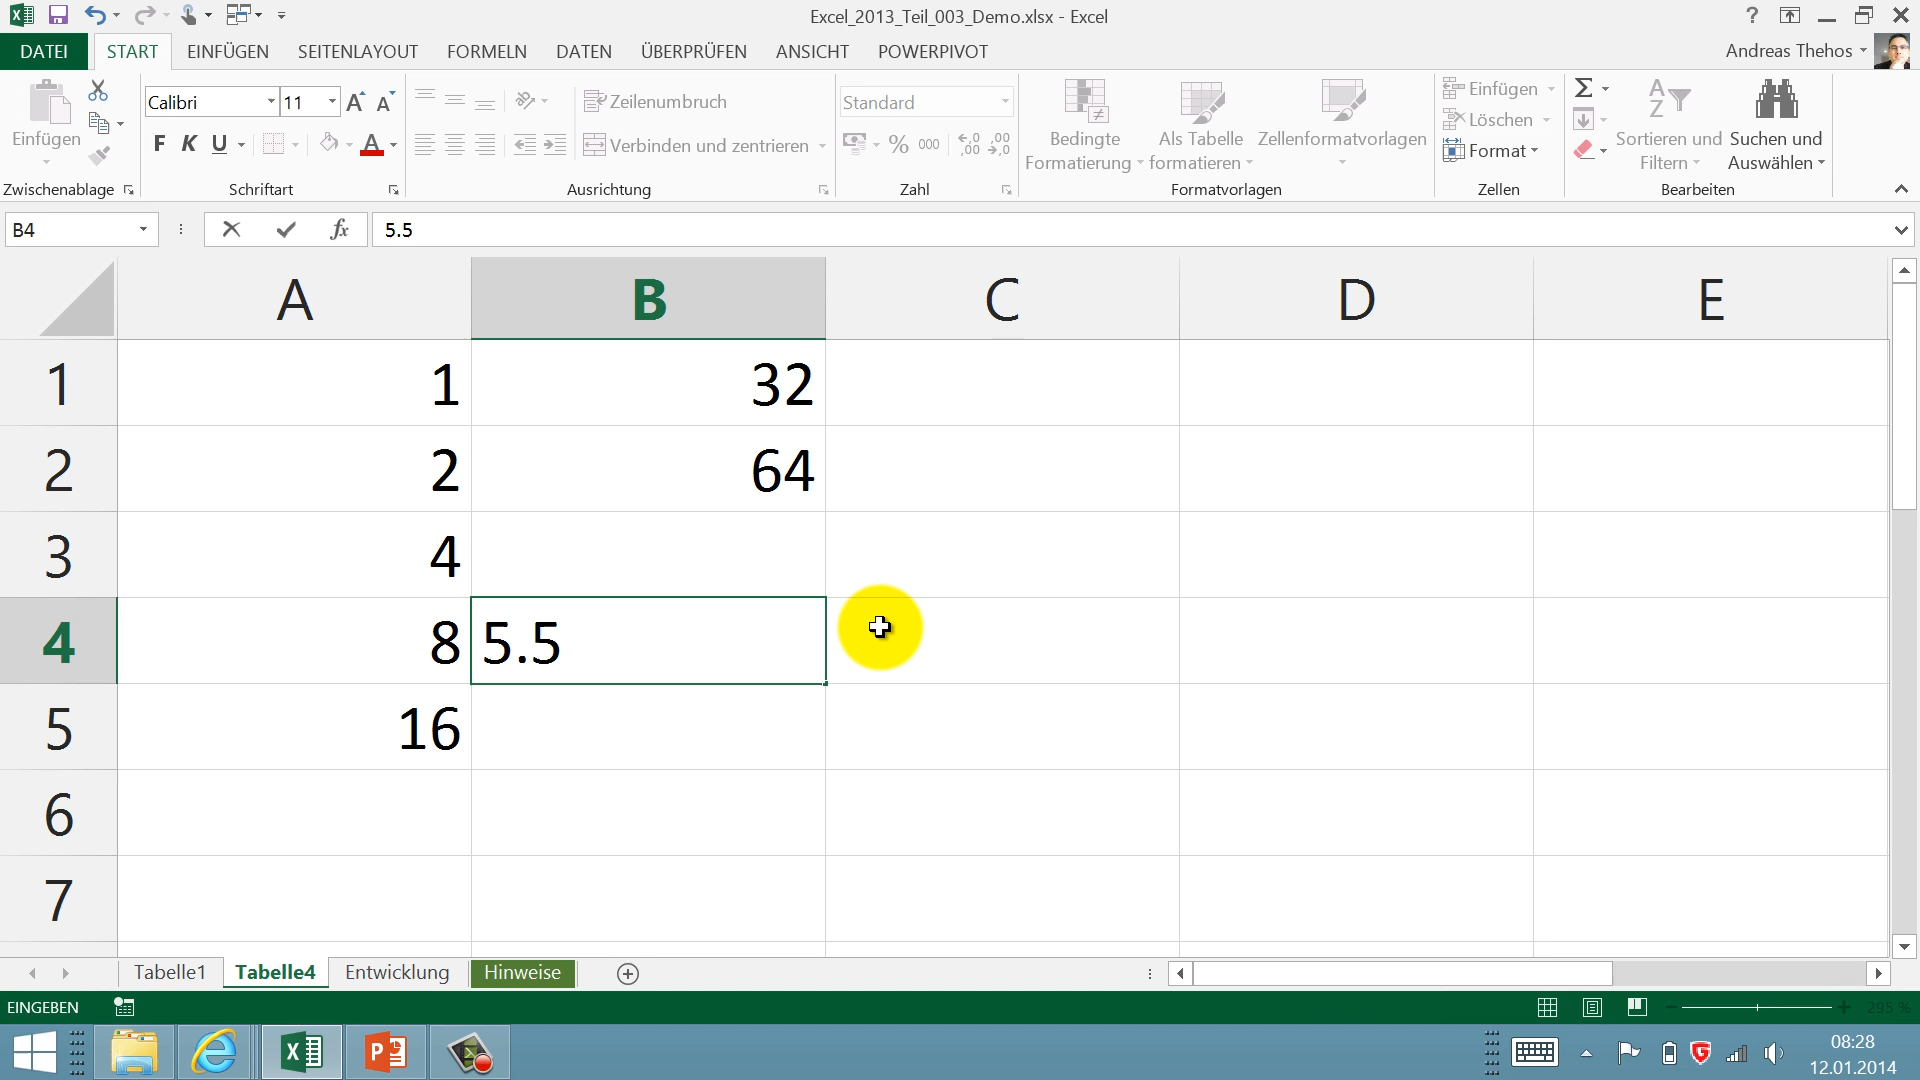 Excel_2013_Teil_003_Demo.xlsx - Excel
?
DATEI START EINFÜGEN SEITENLAYOUT FORMELN DATEN ÜBERPRÜFEN ANSICHT POWERPIVOT Andreas Thehos
Einfügen
Calibri 11
F K U A
Zeilenumbruch
Verbinden und zentrieren
Standard
% 000
Bedingte Formatierung
Als Tabelle formatieren
Zellenformatvorlagen
Einfügen
Löschen
Format
Sortieren und Filtern
Suchen und Auswählen
Zwischenablage Schriftart Ausrichtung Zahl Formatvorlagen Zellen Bearbeiten
B4 fx 5.5
A B C D E
1 1 32
2 2 64
3 4
4 8 5.5
5 16
6
7
Tabelle1 Tabelle4 Entwicklung Hinweise
EINGEBEN 295 %
08:28
12.01.2014